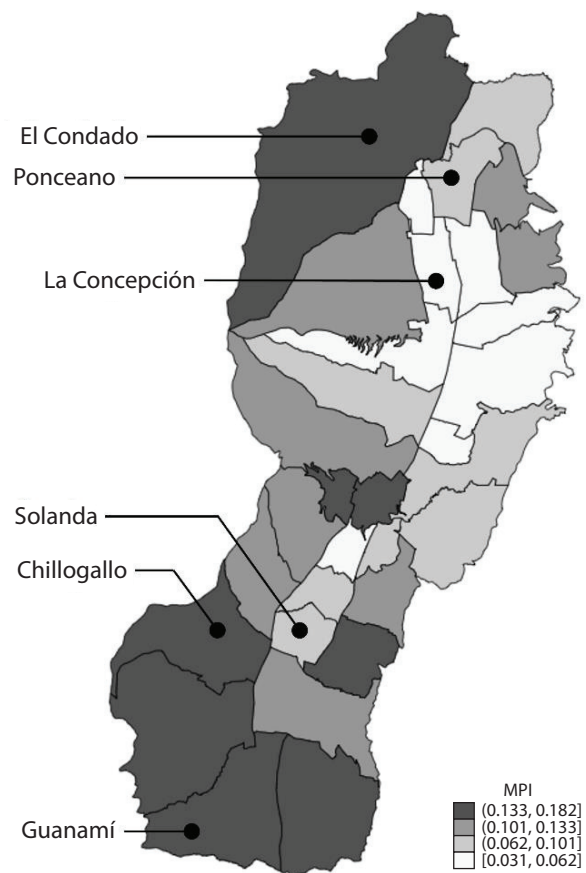 El Condado
Ponceano
La Concepción
Solanda
Chillogallo
Guanamí
MPI
(0.133, 0.182]
(0.101, 0.133]
(0.062, 0.101]
[0.031, 0.062]